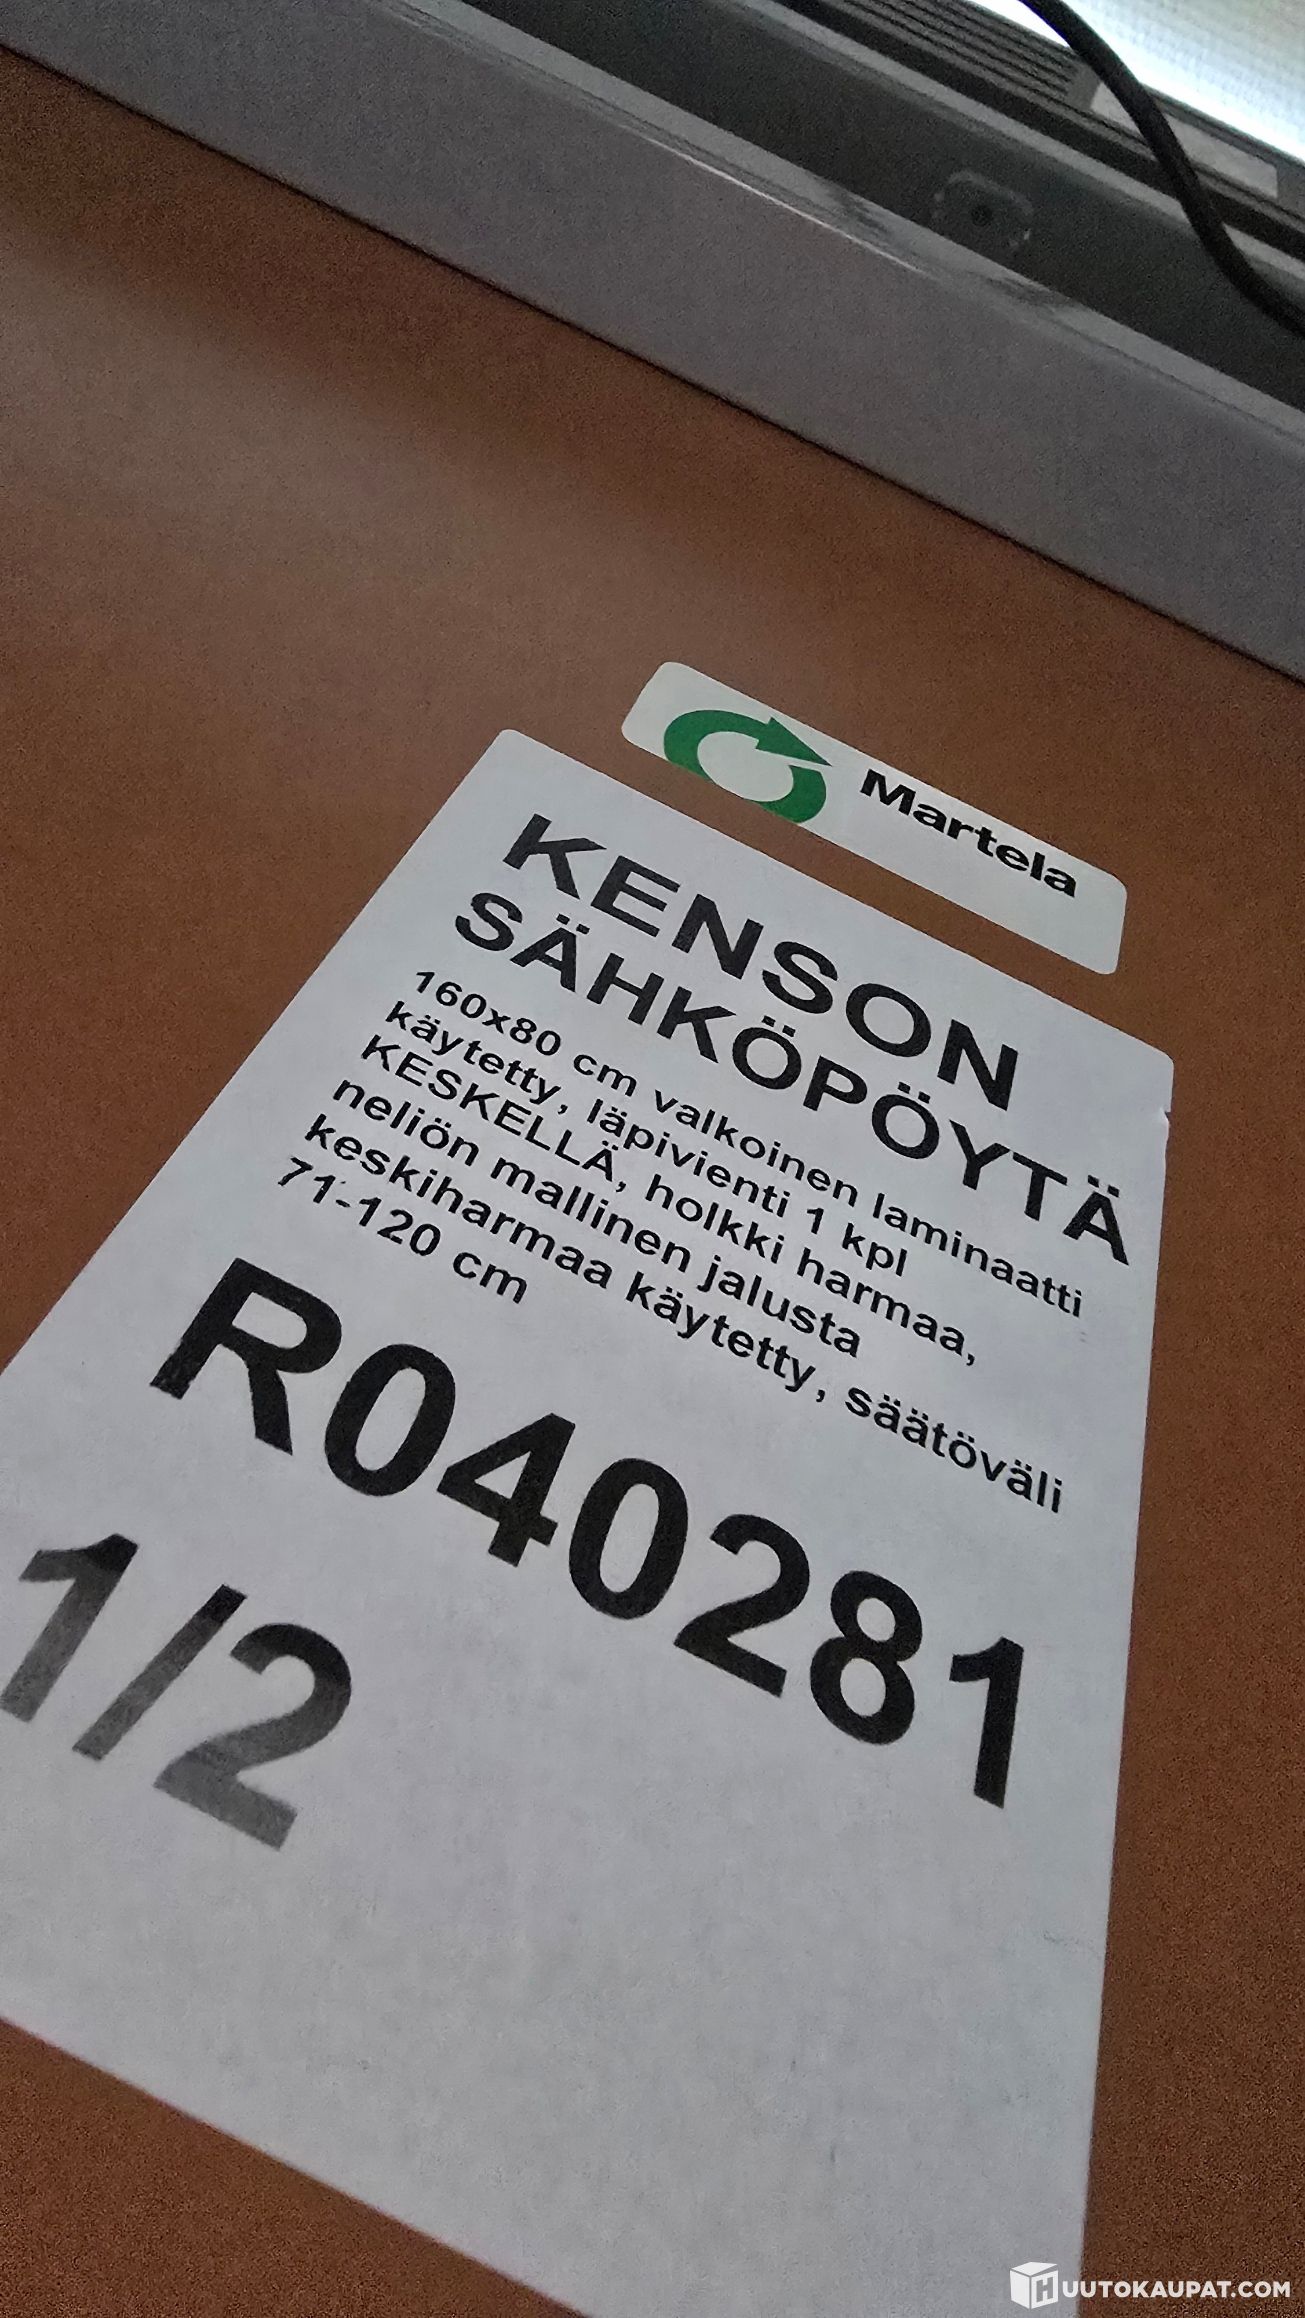 Martela
KENSON
SÄHKÖPÖYTÄ
160x80 cm valkoinen laminaatti
käytetty, läpivienti 1 kpl
KESKELLÄ, holkki harmaa,
neliön mallinen jalusta
keskiharmaa käytetty, säätöväli
71-120 cm
R040281
1/2
HUUTOKAUPAT.COM